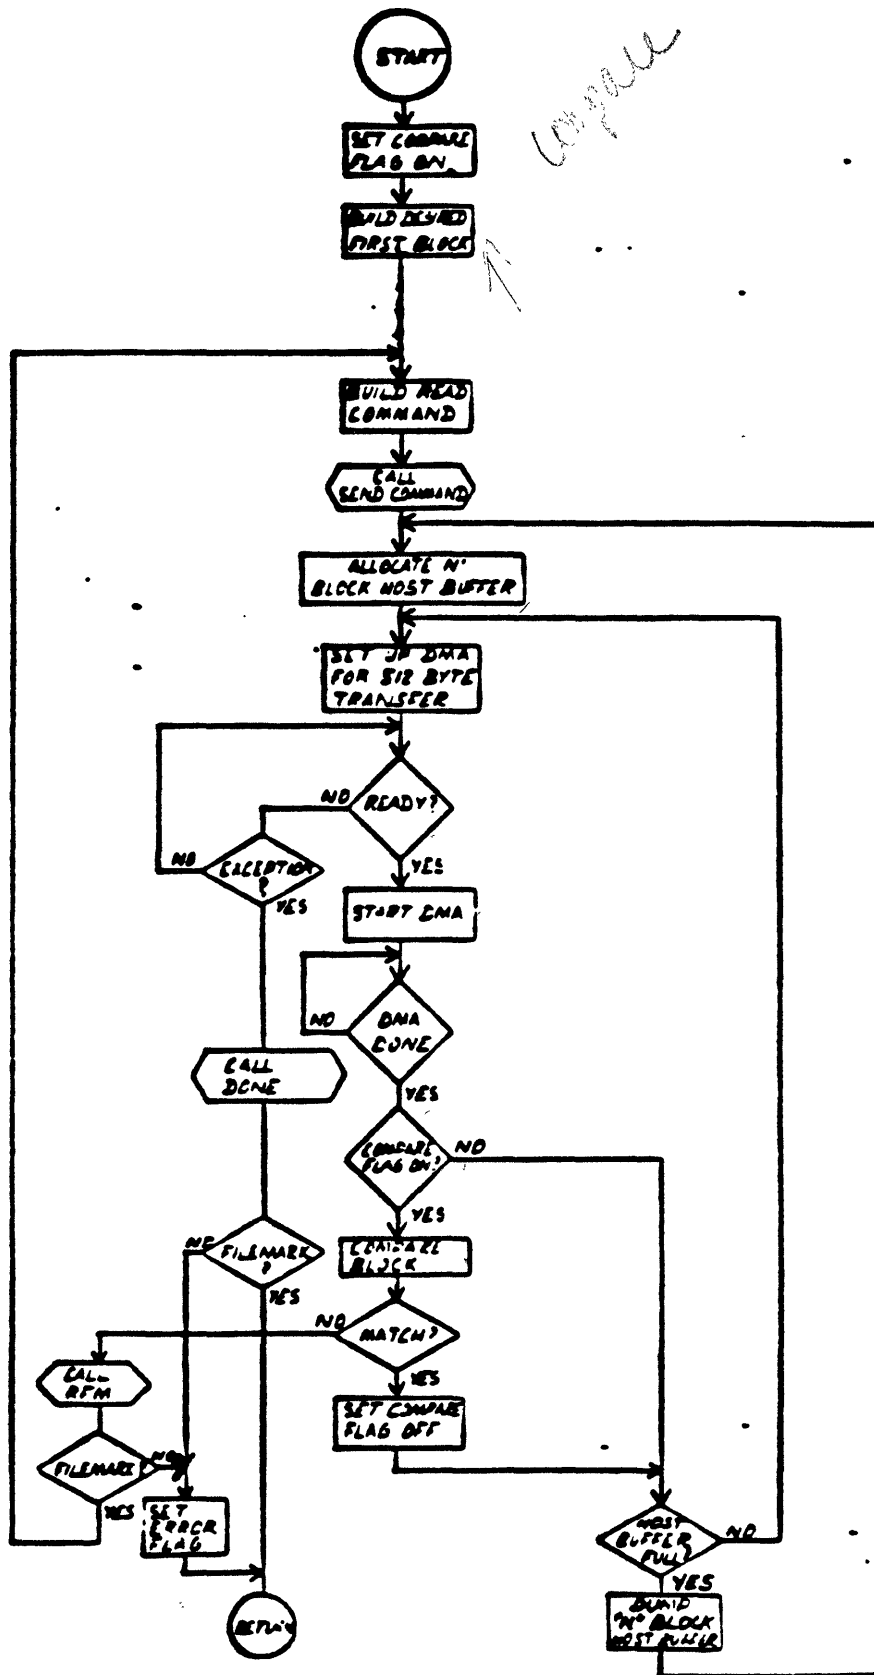 START
SET COMPARE
FLAG ON
BUILD DESIRED
FIRST BLOCK
BUILD READ
COMMAND
CALL
SEND COMMAND
ALLOCATE "N"
BLOCK HOST BUFFER
SET UP DMA
FOR 512 BYTE
TRANSFER
READY?
NO
YES
EXCEPTION
?
NO
YES
START DMA
DMA
DONE
NO
YES
CALL
DONE
COMPARE
FLAG ON?
NO
YES
COMPARE
BLOCK
FILEMARK
?
NO
YES
MATCH?
NO
YES
CALL
RFM
SET COMPARE
FLAG OFF
FILEMARK
NO
YES
SET
ERROR
FLAG
HOST
BUFFER
FULL?
NO
YES
DUMP
"N" BLOCK
HOST BUFFER
RETURN